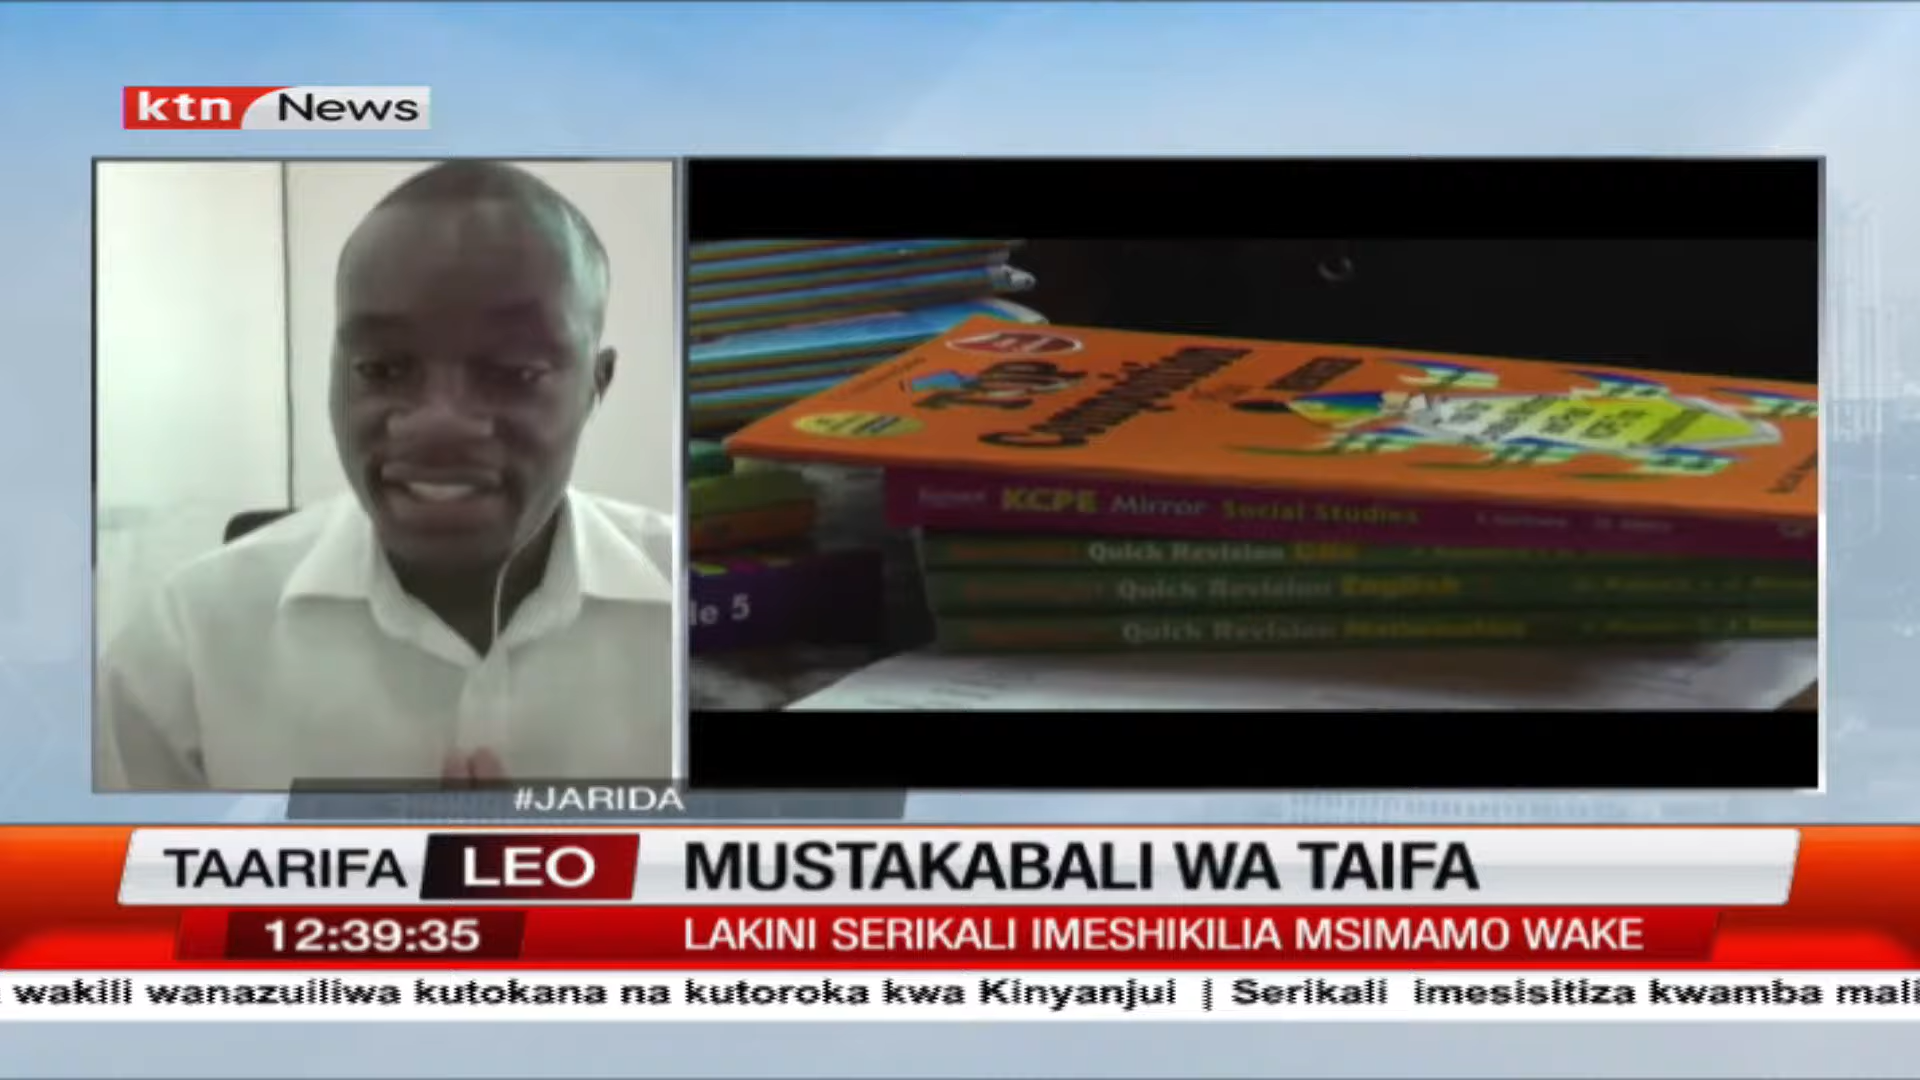 ktn News
Top
Composition
KCPE Mirror Social Studies
Quick Revision
Quick Revision English
Quick Revision Mathematics
le 5
#JARIDA
TAARIFA LEO MUSTAKABALI WA TAIFA
12:39:35 LAKINI SERIKALI IMESHIKILIA MSIMAMO WAKE
wakili wanazuiliwa kutokana na kutoroka kwa Kinyanjui | Serikali imesisitiza kwamba mali